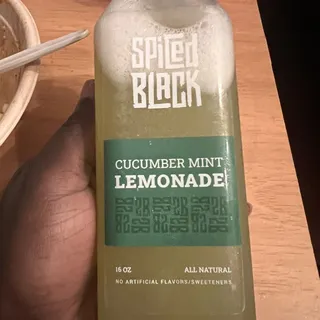 SPICED
BLACK
CUCUMBER MINT
LEMONADE
16 OZ ALL NATURAL
NO ARTIFICIAL FLAVORS/SWEETENERS